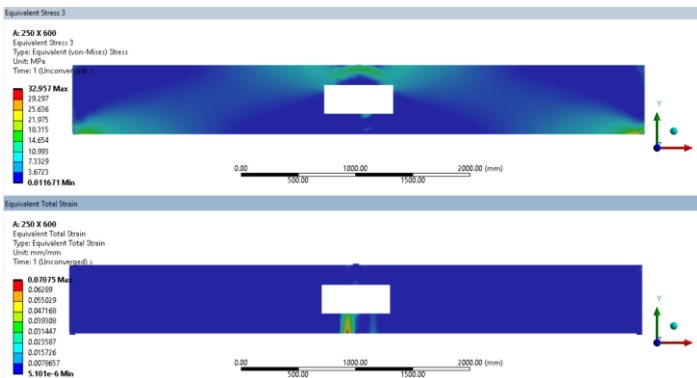 Equivalent Stress 3
A: 250 X 600
Equivalent Stress 3
Type: Equivalent (von-Mises) Stress
Unit: MPa
Time: 1 (Unconverged) s
32.957 Max
29.297
25.636
21.975
18.315
14.654
10.993
7.3329
3.6723
0.011671 Min
Y
0.00
1000.00
2000.00 (mm)
500.00
1500.00
Equivalent Total Strain
A: 250 X 600
Equivalent Total Strain
Type: Equivalent Total Strain
Unit: mm/mm
Time: 1 (Unconverged) s
0.07075 Max
0.06289
0.055029
0.047168
0.039308
0.031447
0.023587
0.015726
0.0078657
5.101e-6 Min
Y
0.00
1000.00
2000.00 (mm)
500.00
1500.00